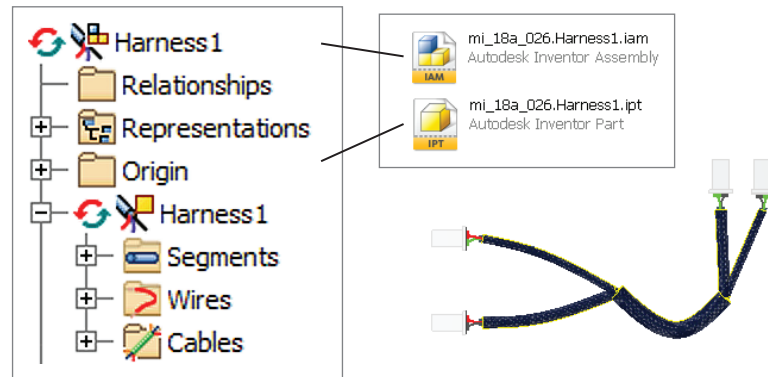 Harness1
Relationships
Representations
Origin
Harness1
Segments
Wires
Cables
mi_18a_026.Harness1.iam
Autodesk Inventor Assembly
IAM
mi_18a_026.Harness1.ipt
Autodesk Inventor Part
IPT